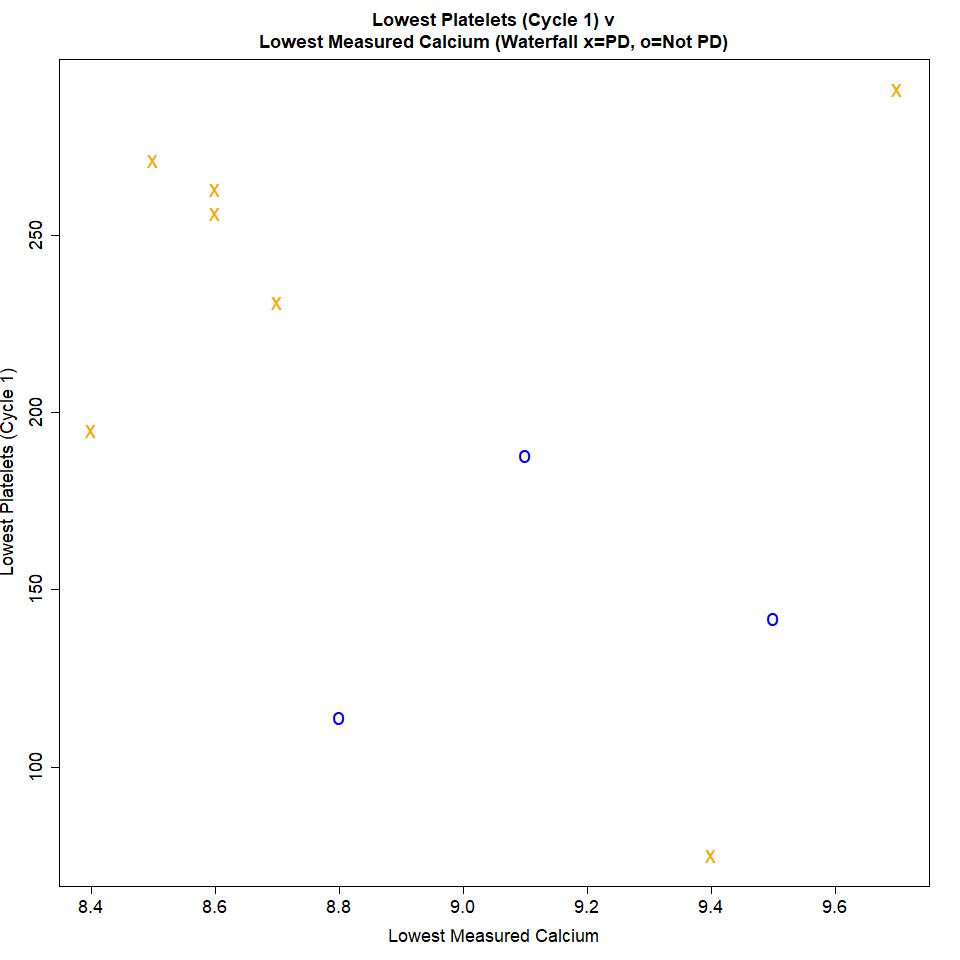 Lowest Platelets (Cycle 1) v
Lowest Measured Calcium (Waterfall x=PD, o=Not PD)
Lowest Platelets (Cycle 1)
250
200
150
100
x
x
x
x
x
x
o
o
o
x
8.4 8.6 8.8 9.0 9.2 9.4 9.6
Lowest Measured Calcium